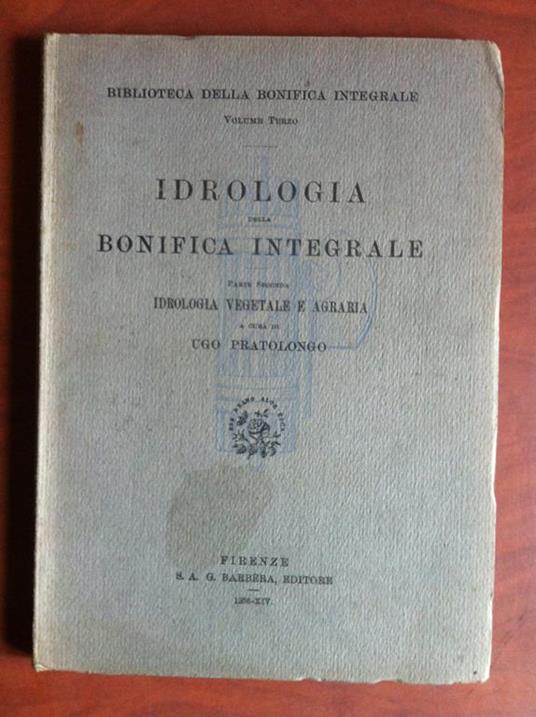 BIBLIOTECA DELLA BONIFICA INTEGRALE
VOLUME TERZO
IDROLOGIA
DELLA
BONIFICA INTEGRALE
PARTE SECONDA
IDROLOGIA VEGETALE E AGRARIA
A CURA DI
UGO PRATOLONGO
FIRENZE
S. A. G. BARBÈRA, EDITORE
1936-XIV.